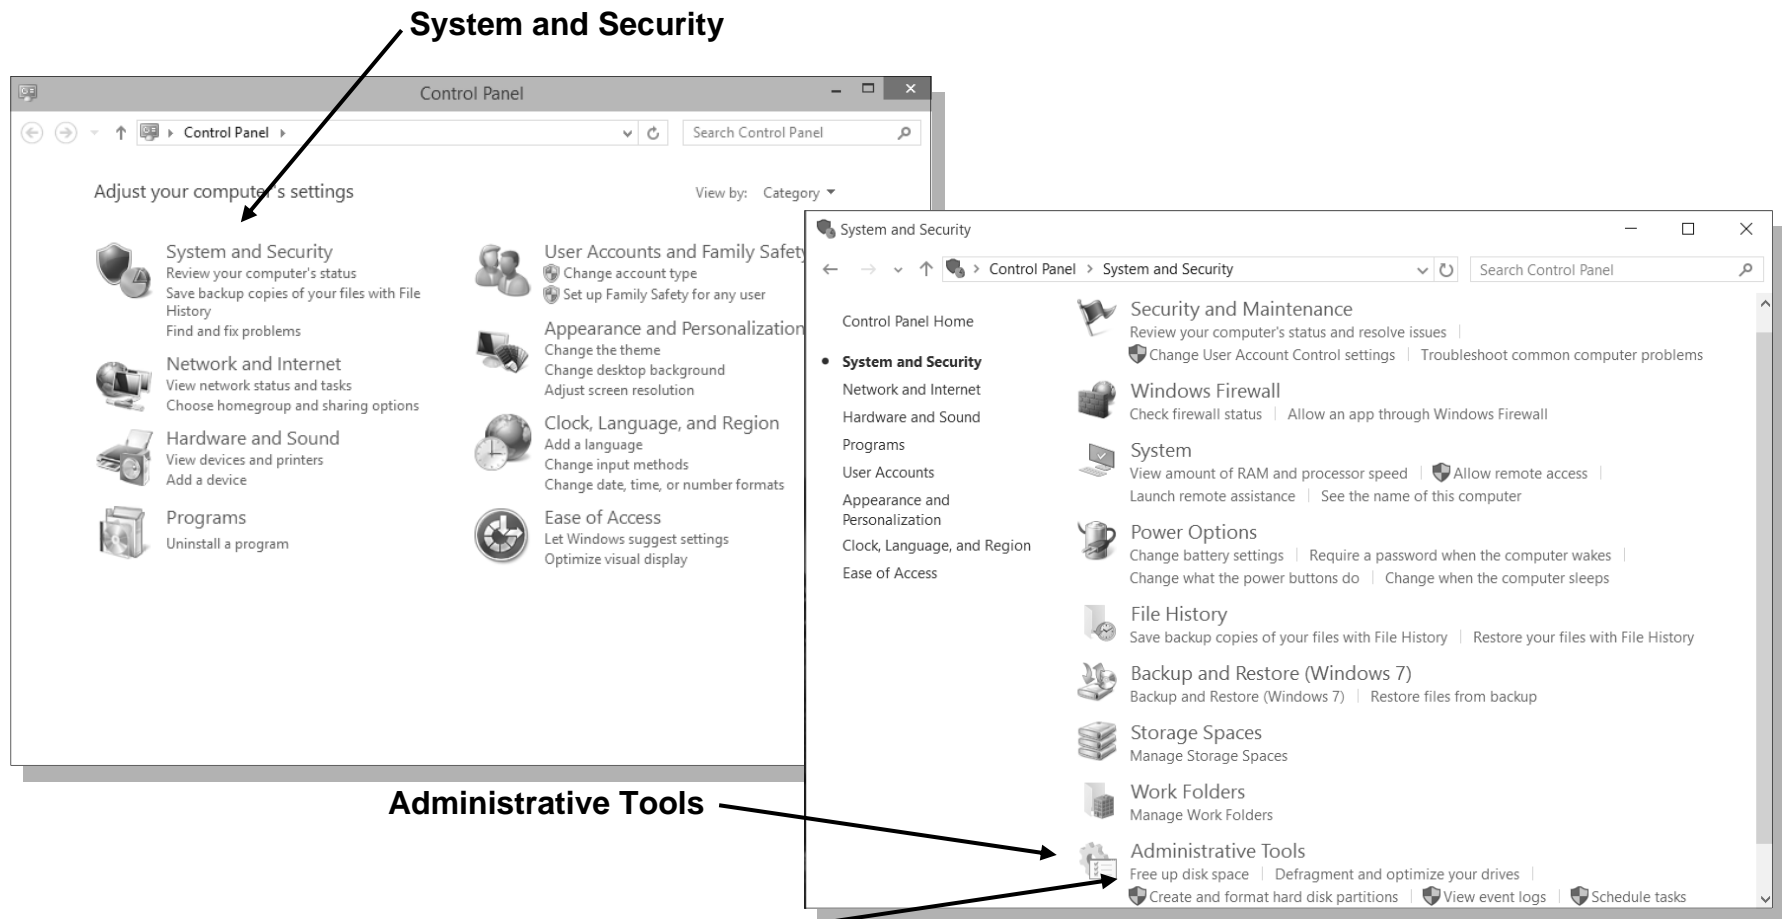 System and Security
Control Panel
Control Panel
Search Control Panel
Adjust your computer's settings
View by: Category
System and Security
Review your computer's status
Save backup copies of your files with File
History
Find and fix problems
Network and Internet
View network status and tasks
Choose homegroup and sharing options
Hardware and Sound
View devices and printers
Add a device
Programs
Uninstall a program
User Accounts and Family Safety
Change account type
Set up Family Safety for any user
Appearance and Personalization
Change the theme
Change desktop background
Adjust screen resolution
Clock, Language, and Region
Add a language
Change input methods
Change date, time, or number formats
Ease of Access
Let Windows suggest settings
Optimize visual display
System and Security
Control Panel > System and Security
Search Control Panel
Control Panel Home
System and Security
Network and Internet
Hardware and Sound
Programs
User Accounts
Appearance and
Personalization
Clock, Language, and Region
Ease of Access
Security and Maintenance
Review your computer's status and resolve issues
Change User Account Control settings | Troubleshoot common computer problems
Windows Firewall
Check firewall status | Allow an app through Windows Firewall
System
View amount of RAM and processor speed | Allow remote access
Launch remote assistance | See the name of this computer
Power Options
Change battery settings | Require a password when the computer wakes
Change what the power buttons do | Change when the computer sleeps
File History
Save backup copies of your files with File History | Restore your files with File History
Backup and Restore (Windows 7)
Backup and Restore (Windows 7) | Restore files from backup
Storage Spaces
Manage Storage Spaces
Work Folders
Manage Work Folders
Administrative Tools
Free up disk space | Defragment and optimize your drives
Create and format hard disk partitions | View event logs | Schedule tasks
Administrative Tools